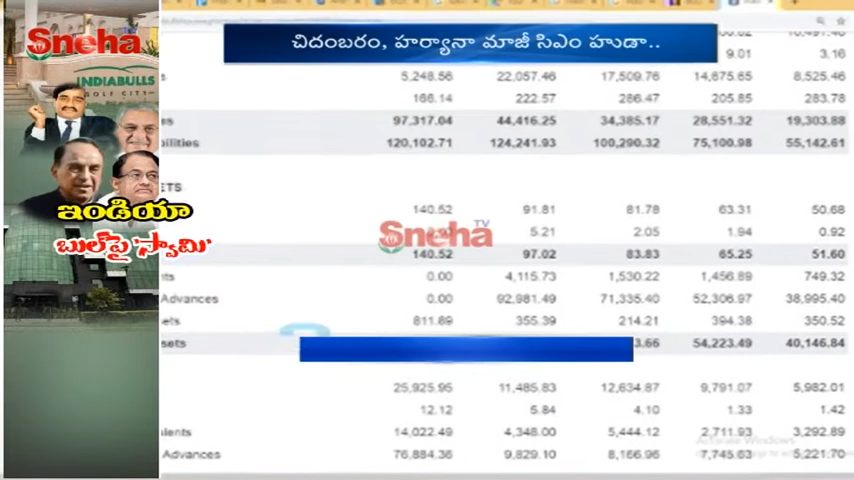 Sneha
INDIABULLS
GOLF CITY
ఇండియా
బుల్‌పై 'స్వామి'
చిదంబరం, హర్యానా మాజీ సిఎం హుడా..
9.01 3.16
5,248.56 22,057.46 17,509.76 14,675.65 8,525.46
166.14 222.57 286.47 205.85 283.78
97,317.04 44,416.25 34,385.17 28,551.32 19,303.88
120,102.71 124,241.93 100,290.32 75,100.98 55,142.61
ETS
140.52 91.81 81.78 63.31 50.68
5.21 2.05 1.94 0.92
Sneha TV
140.52 97.02 83.83 65.25 51.60
0.00 4,115.73 1,530.22 1,456.89 749.32
Advances 0.00 92,981.49 71,335.40 52,306.97 38,995.40
811.89 355.39 214.21 394.38 350.52
54,223.49 40,146.84
25,925.95 11,485.83 12,634.87 9,791.07 5,982.01
12.12 5.84 4.10 1.33 1.42
14,022.49 4,348.00 5,444.12 2,711.93 3,292.89
Activate Windows
Advances 76,884.36 9,829.10 8,166.96 7,745.63 5,221.70